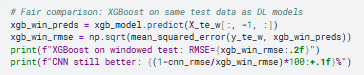 # Fair comparison: XGBoost on same test data as DL models
xgb_win_preds = xgb_model.predict(X_te_w[:, -1, :])
xgb_win_rmse = np.sqrt(mean_squared_error(y_te_w, xgb_win_preds))
print(f"XGBoost on windowed test: RMSE={xgb_win_rmse:.2f}")
print(f"CNN still better: {(1-cnn_rmse/xgb_win_rmse)*100:+.1f}%")